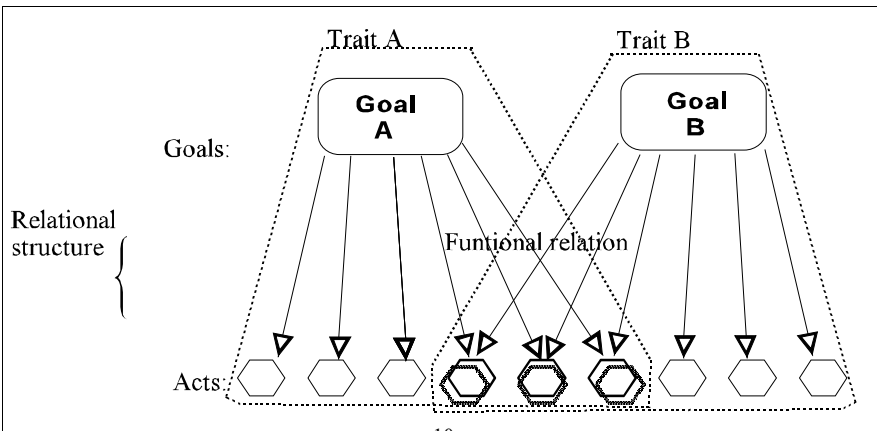 Trait A
Trait B
Goal
A
Goal
B
Goals:
Relational
structure
Funtional relation
Acts: